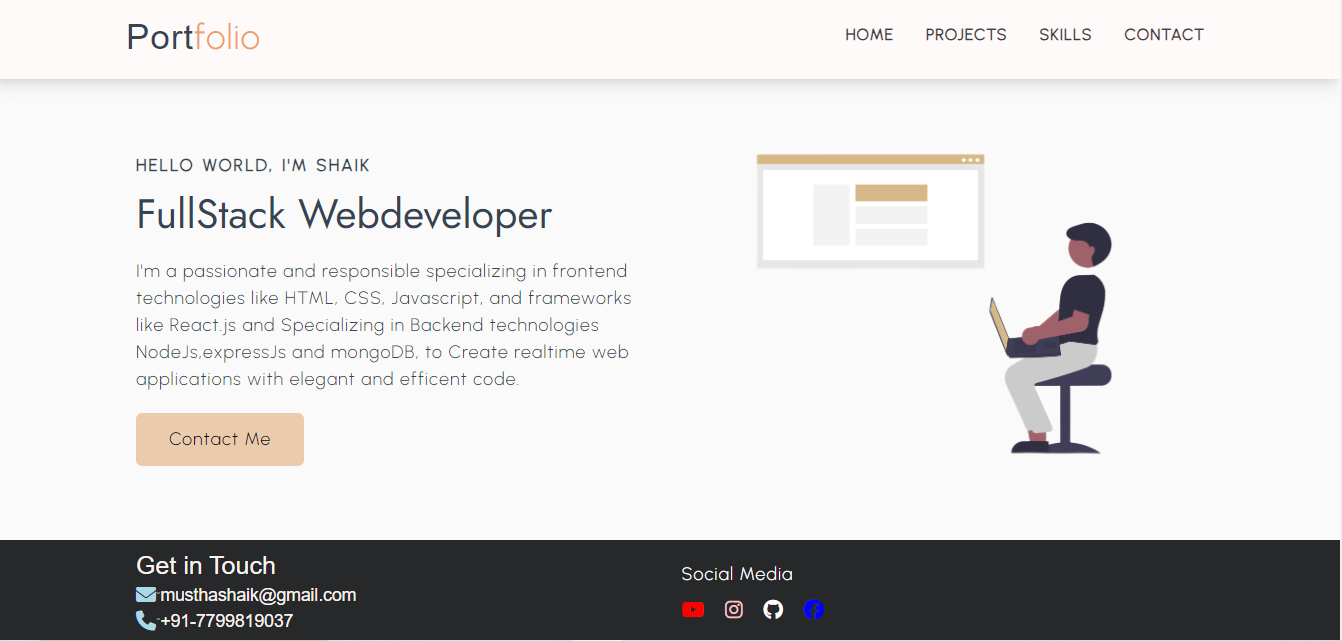 Portfolio
HOME PROJECTS SKILLS CONTACT
HELLO WORLD, I'M SHAIK
FullStack Webdeveloper
I'm a passionate and responsible specializing in frontend
technologies like HTML, CSS, Javascript, and frameworks
like React.js and Specializing in Backend technologies
NodeJs,expressJs and mongoDB, to Create realtime web
applications with elegant and efficent code.
Contact Me
Get in Touch
musthashaik@gmail.com
+91-7799819037
Social Media